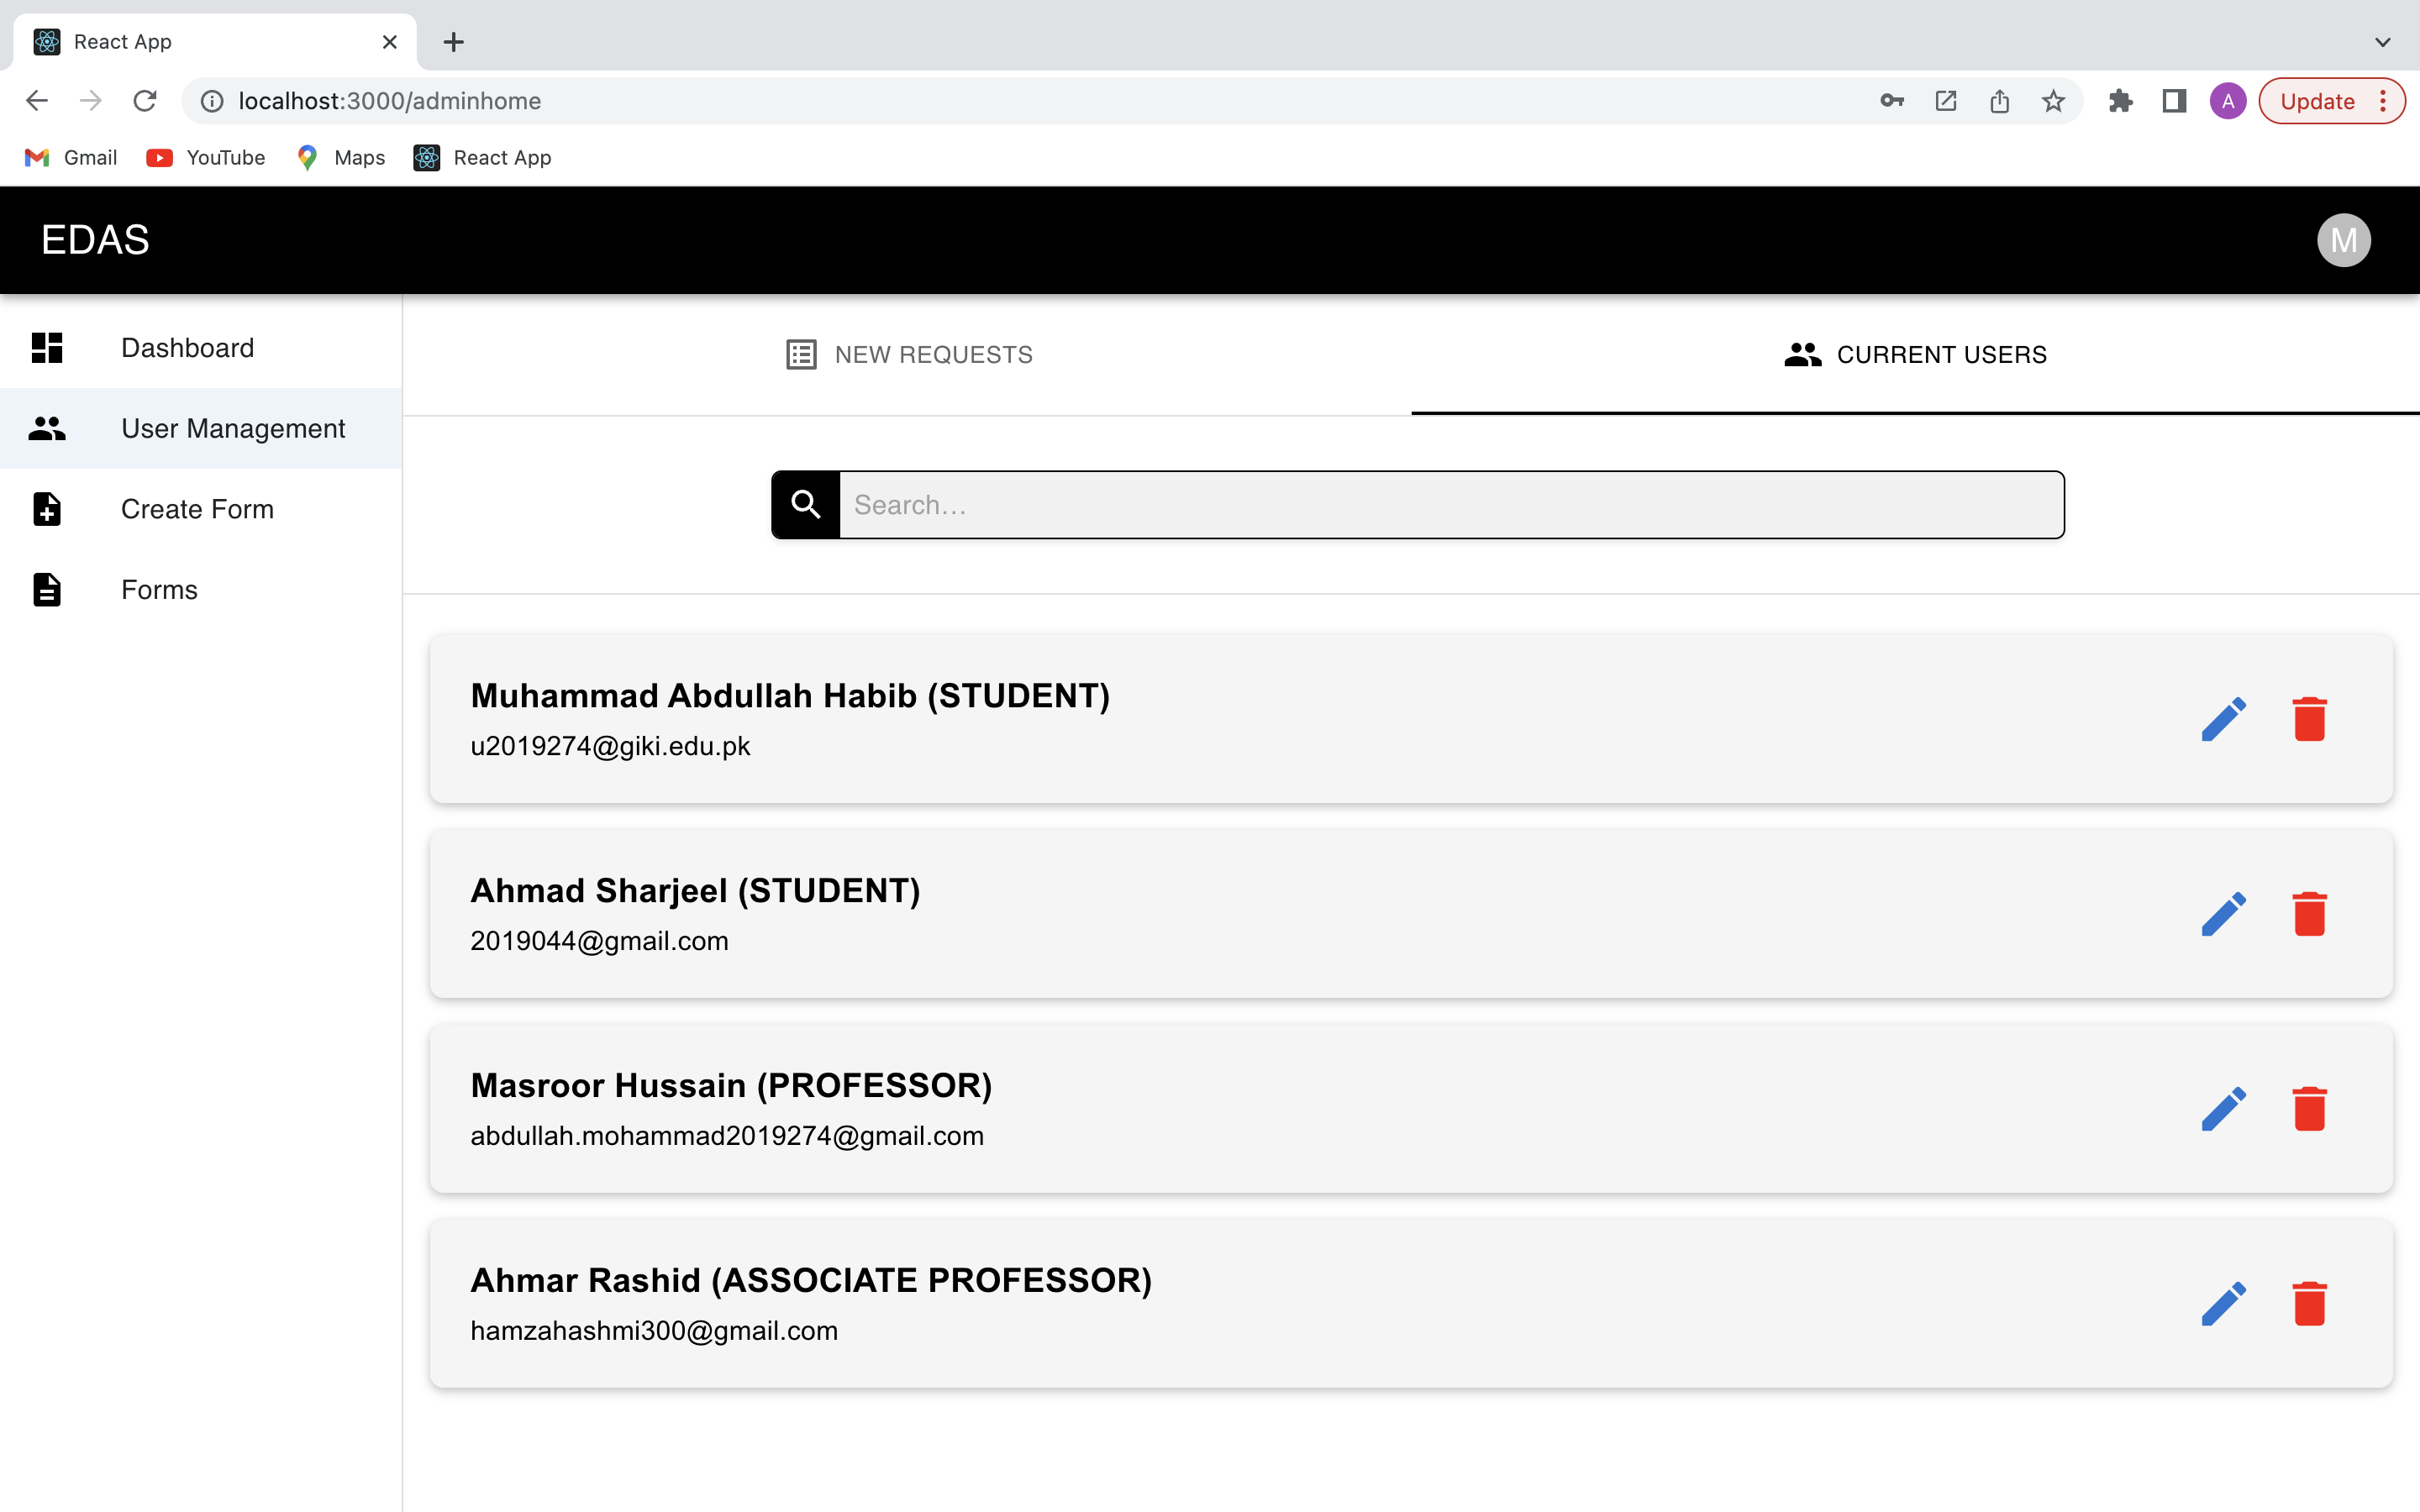 React App
localhost:3000/adminhome
A
Update
Gmail
YouTube
Maps
React App
EDAS
M
Dashboard
User Management
Create Form
Forms
NEW REQUESTS
CURRENT USERS
Search...
Muhammad Abdullah Habib (STUDENT)
u2019274@giki.edu.pk
Ahmad Sharjeel (STUDENT)
2019044@gmail.com
Masroor Hussain (PROFESSOR)
abdullah.mohammad2019274@gmail.com
Ahmar Rashid (ASSOCIATE PROFESSOR)
hamzahashmi300@gmail.com